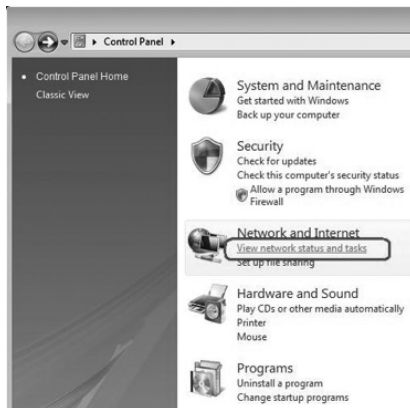 Control Panel
Control Panel Home
Classic View
System and Maintenance
Get started with Windows
Back up your computer
Security
Check for updates
Check this computer's security status
Allow a program through Windows
Firewall
Network and Internet
View network status and tasks
Set up file sharing
Hardware and Sound
Play CDs or other media automatically
Printer
Mouse
Programs
Uninstall a program
Change startup programs